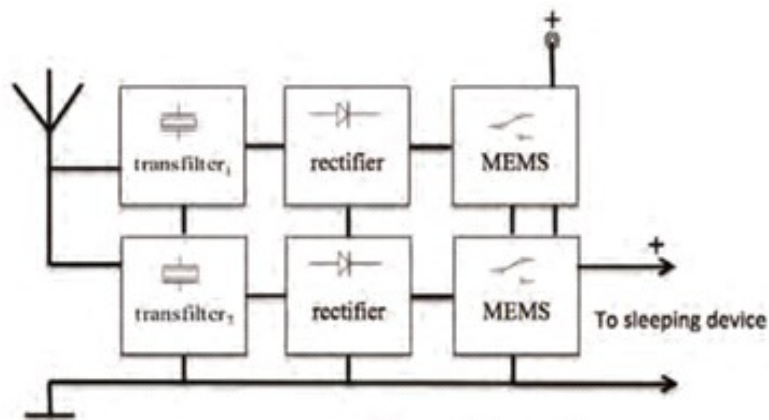 +
transfilter₁
rectifier
MEMS
+
transfilter₂
rectifier
MEMS
To sleeping device